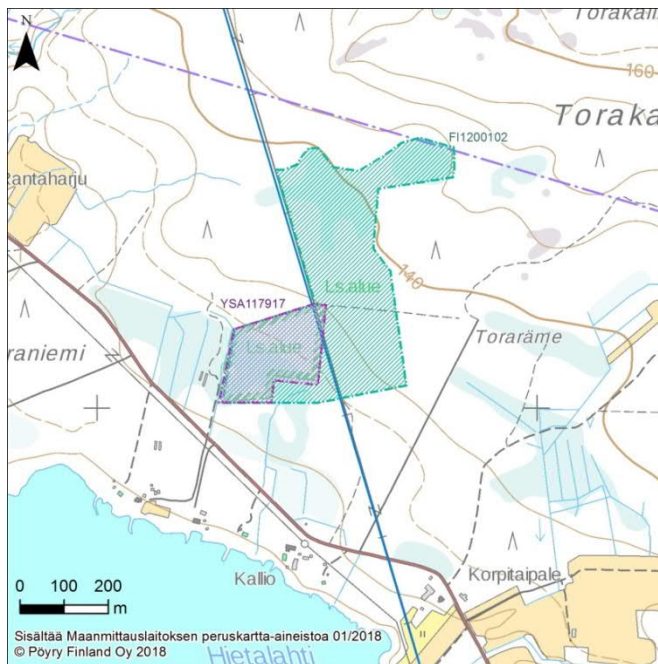 N
Torakall
160
Toraka
FI1200102
Rantaharju
140
YSA117917
Ls.alue
Ls.alue
Toraräme
raniemi
Kallio
Korpitaipale
0 100 200
m
Sisältää Maanmittauslaitoksen peruskartta-aineistoa 01/2018
© Pöyry Finland Oy 2018
Hietalahti